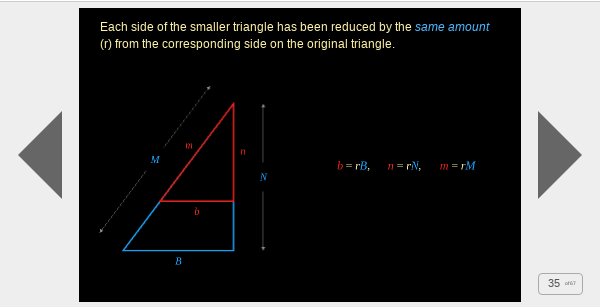 Each side of the smaller triangle has been reduced by the same amount
(r) from the corresponding side on the original triangle.
m
n
M
N
b = rB, n = rN, m = rM
b
B
35 of 67